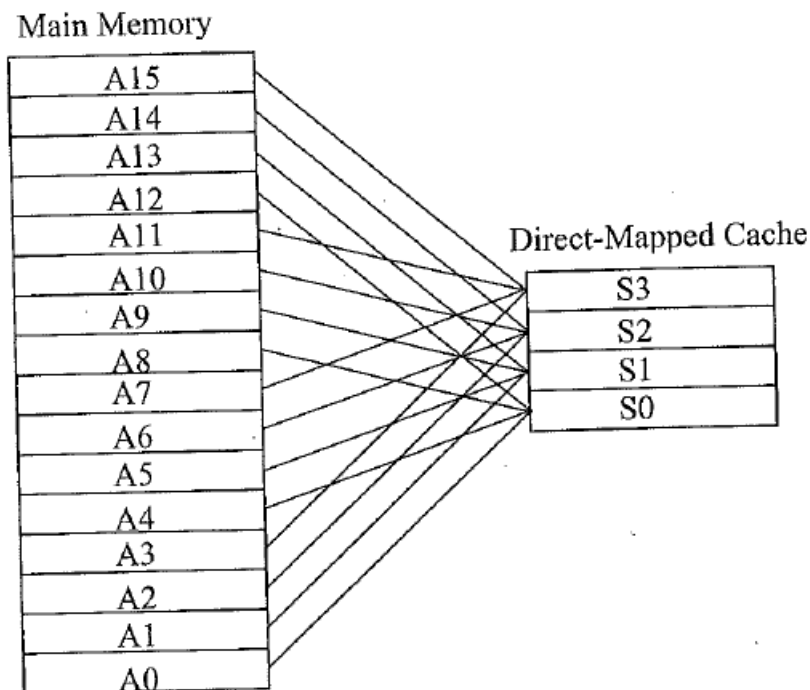 Main Memory
A15
A14
A13
A12
A11
A10
A9
A8
A7
A6
A5
A4
A3
A2
A1
A0
Direct-Mapped Cache
S3
S2
S1
S0